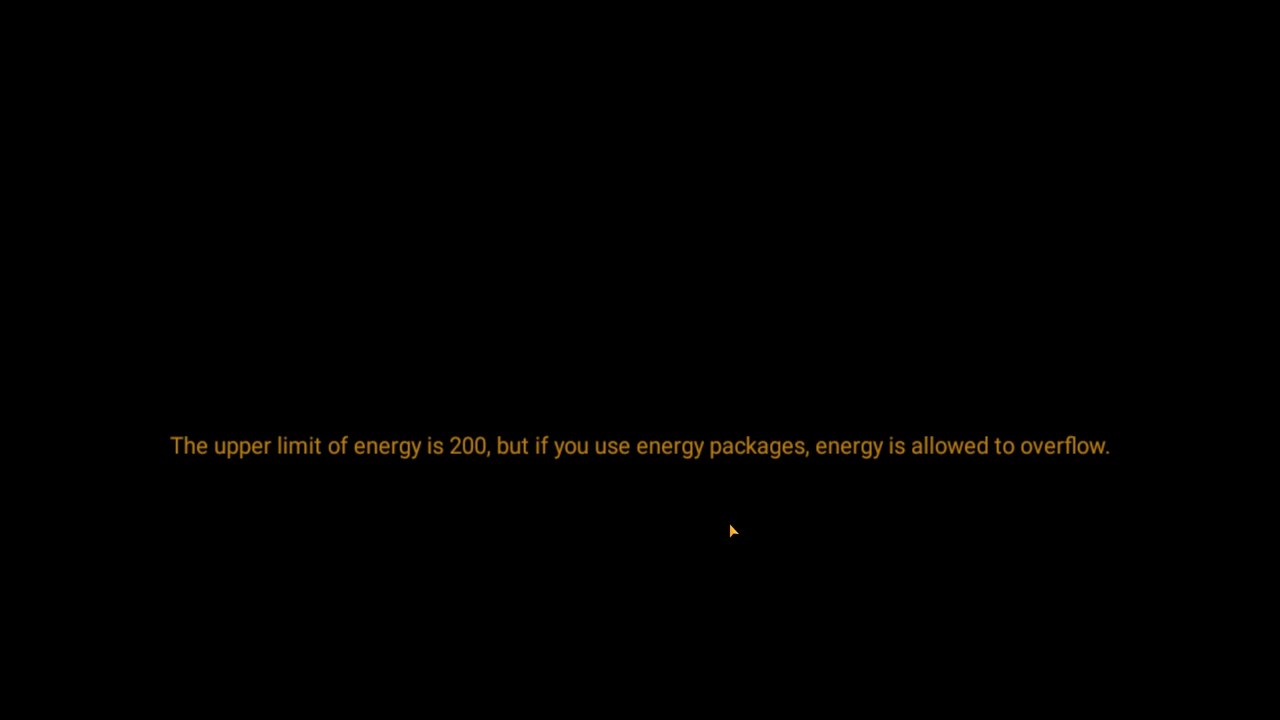 The upper limit of energy is 200, but if you use energy packages, energy is allowed to overflow.